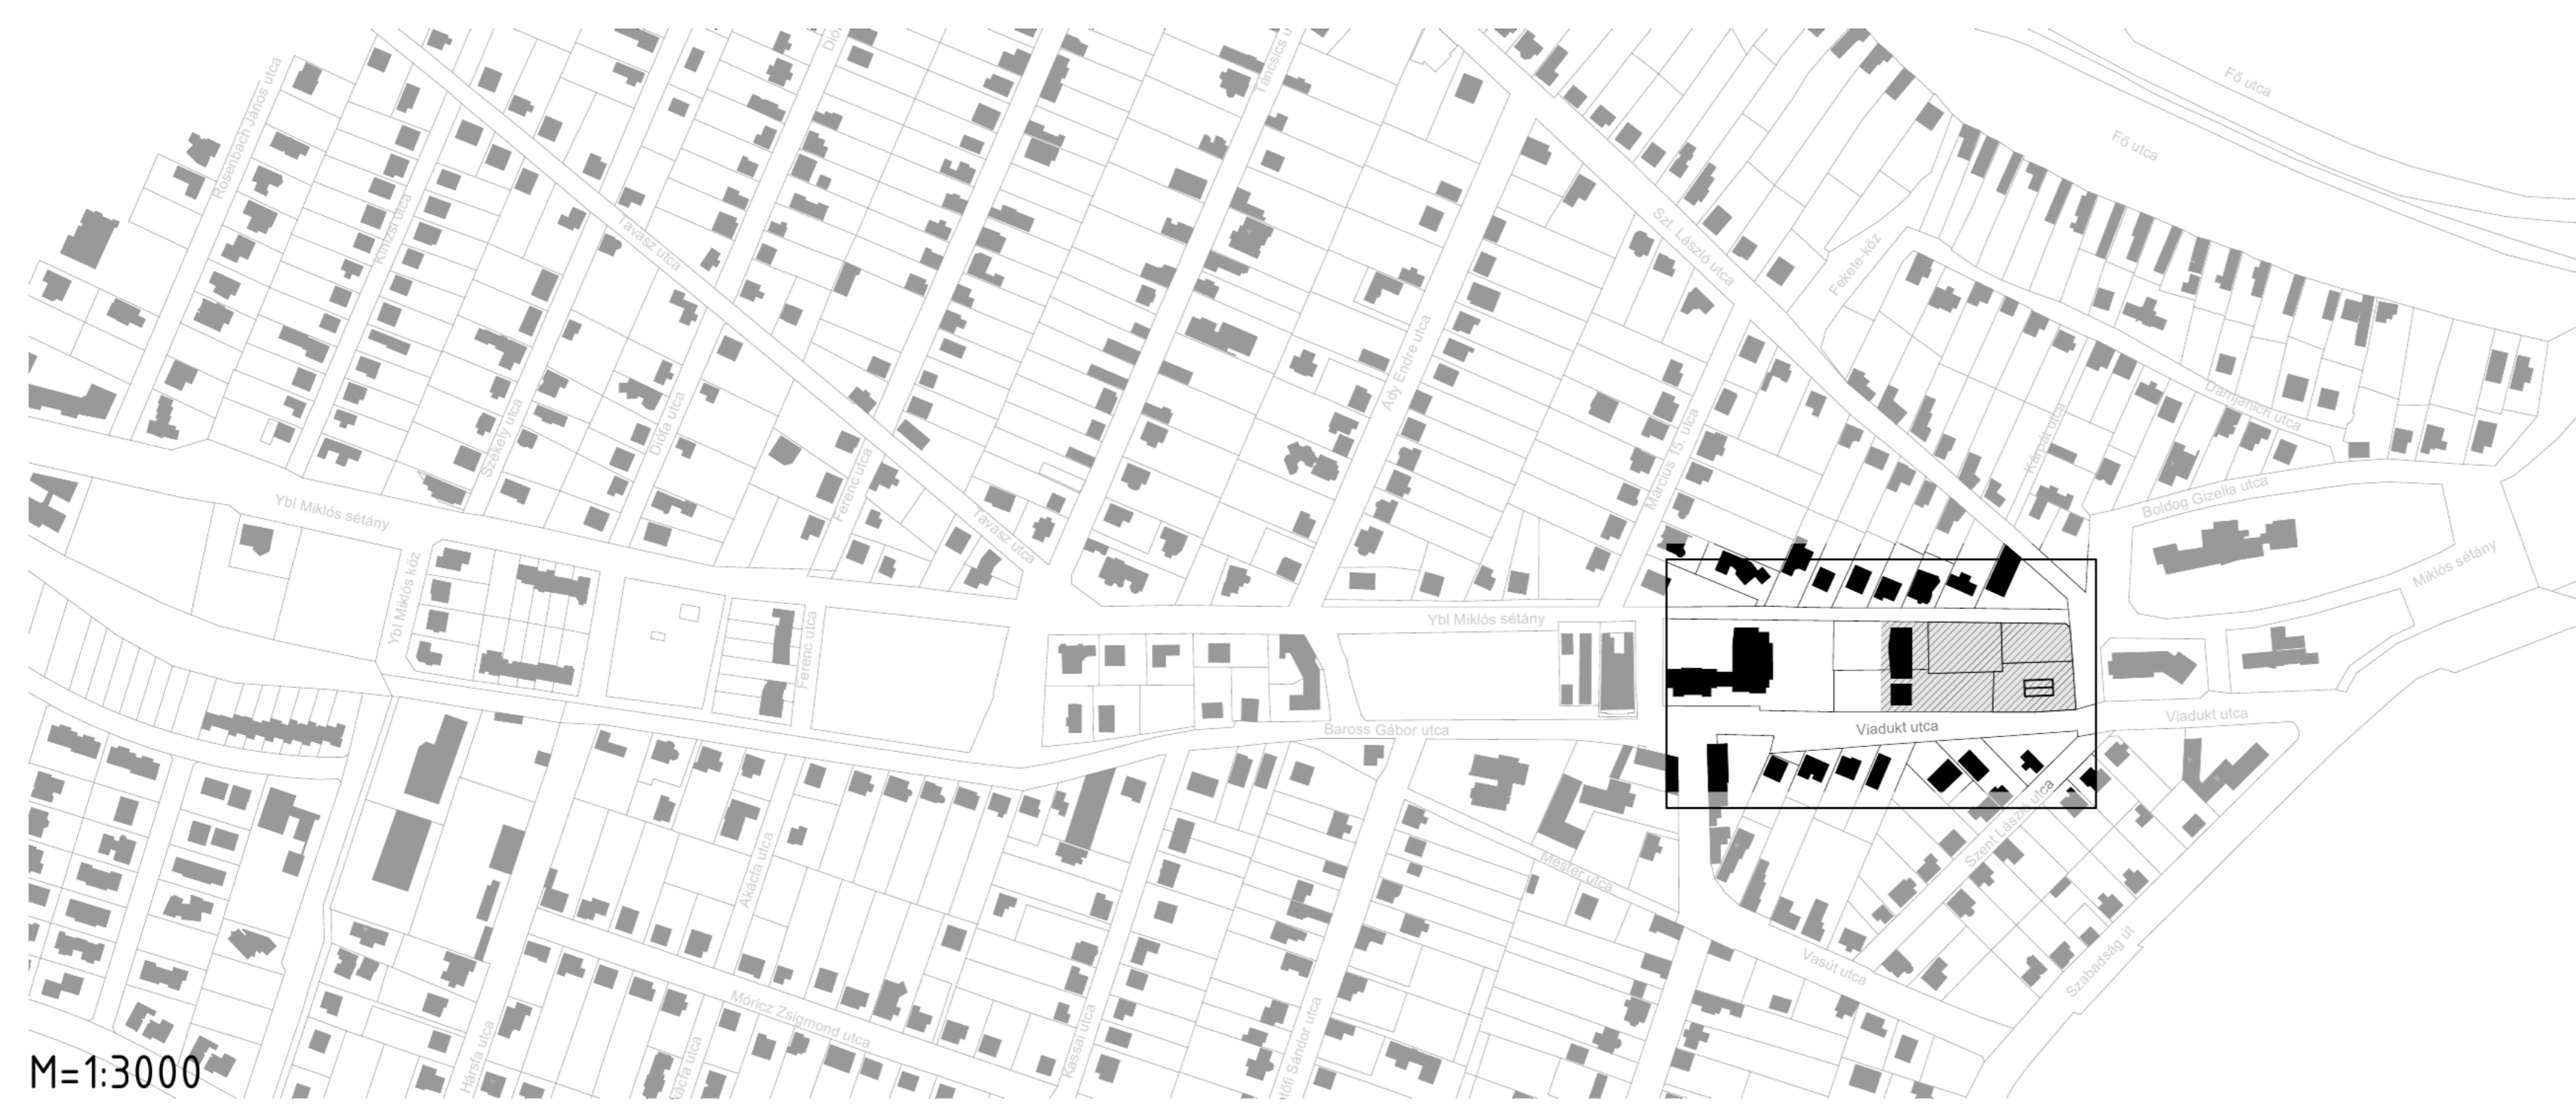 Rosenbach János utca
Kinizsi utca
Tavasz utca
Táncsics u
Fő utca
Fő utca
Szt. László utca
Fekete-köz
Ady Endre utca
Március 15. utca
Kárpát utca
Damjanich utca
Székely utca
Diófa utca
Ferenc utca
Tavasz utca
Boldog Gizella utca
Miklós sétány
Ybl Miklós sétány
Ybl Miklós köz
Ferenc utca
Ybl Miklós sétány
Baross Gábor utca
Viadukt utca
Viadukt utca
Szent László utca
Mester utca
Akácfa utca
Vasút utca
Szabadság út
Móricz Zsigmond utca
Hársfa utca
Kassai utca
M=1:3000